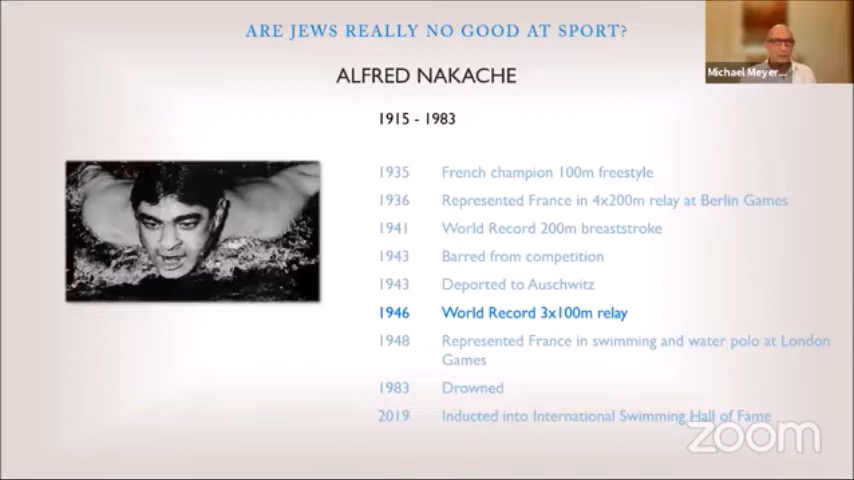 ARE JEWS REALLY NO GOOD AT SPORT?
Michael Meyer...
ALFRED NAKACHE
1915 - 1983
1935 French champion 100m freestyle
1936 Represented France in 4x200m relay at Berlin Games
1941 World Record 200m breaststroke
1943 Barred from competition
1943 Deported to Auschwitz
1946 World Record 3x100m relay
1948 Represented France in swimming and water polo at London
Games
1983 Drowned
2019 Inducted into International Swimming Hall of Fame
zoom